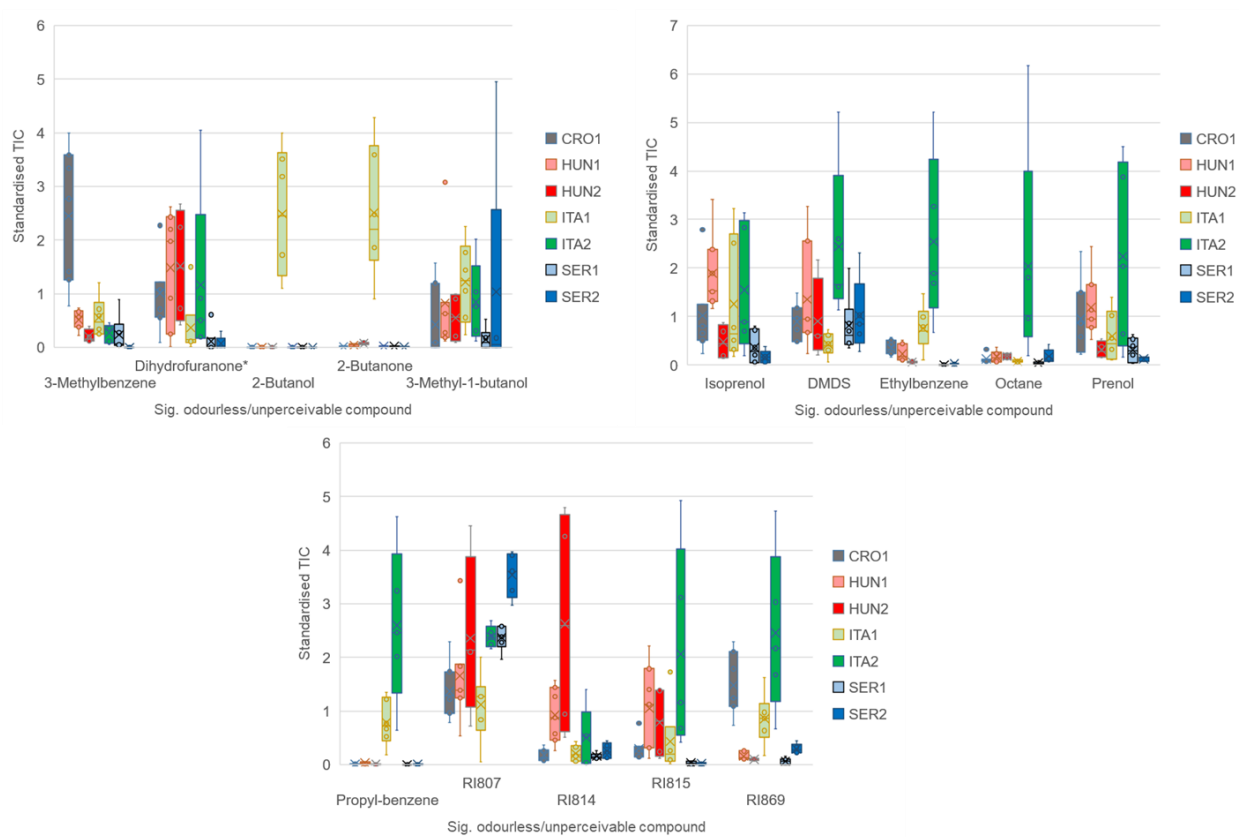 6
5
4
3
2
1
0
Standardised TIC
3-Methylbenzene
Dihydrofuranone*
2-Butanol
2-Butanone
3-Methyl-1-butanol
Sig. odourless/unperceivable compound
CRO1
HUN1
HUN2
ITA1
ITA2
SER1
SER2
7
6
5
4
3
2
1
0
Standardised TIC
Isoprenol
DMDS
Ethylbenzene
Octane
Prenol
Sig. odourless/unperceivable compound
CRO1
HUN1
HUN2
ITA1
ITA2
SER1
SER2
6
5
4
3
2
1
0
Standardised TIC
Propyl-benzene
RI807
RI814
RI815
RI869
Sig. odourless/unperceivable compound
CRO1
HUN1
HUN2
ITA1
ITA2
SER1
SER2